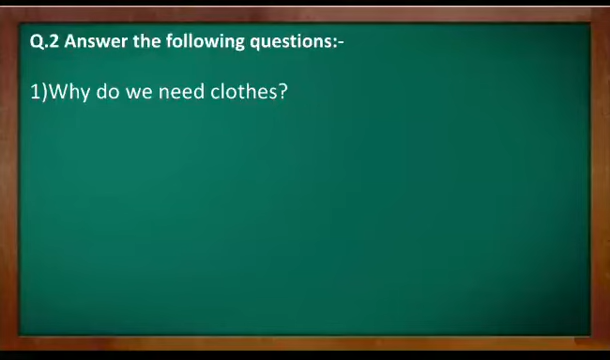 Q.2 Answer the following questions:-
1)Why do we need clothes?